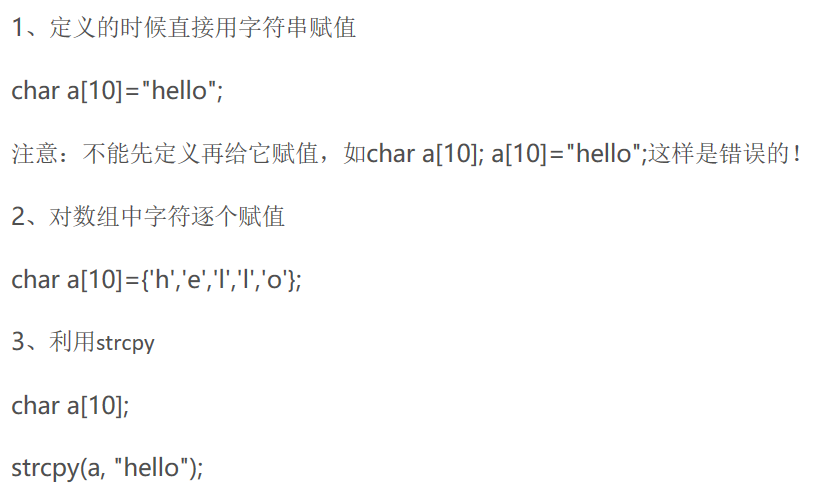 1、定义的时候直接用字符串赋值
char a[10]="hello";
注意：不能先定义再给它赋值，如char a[10]; a[10]="hello";这样是错误的！
2、对数组中字符逐个赋值
char a[10]={'h','e','l','l','o'};
3、利用strcpy
char a[10];
strcpy(a, "hello");